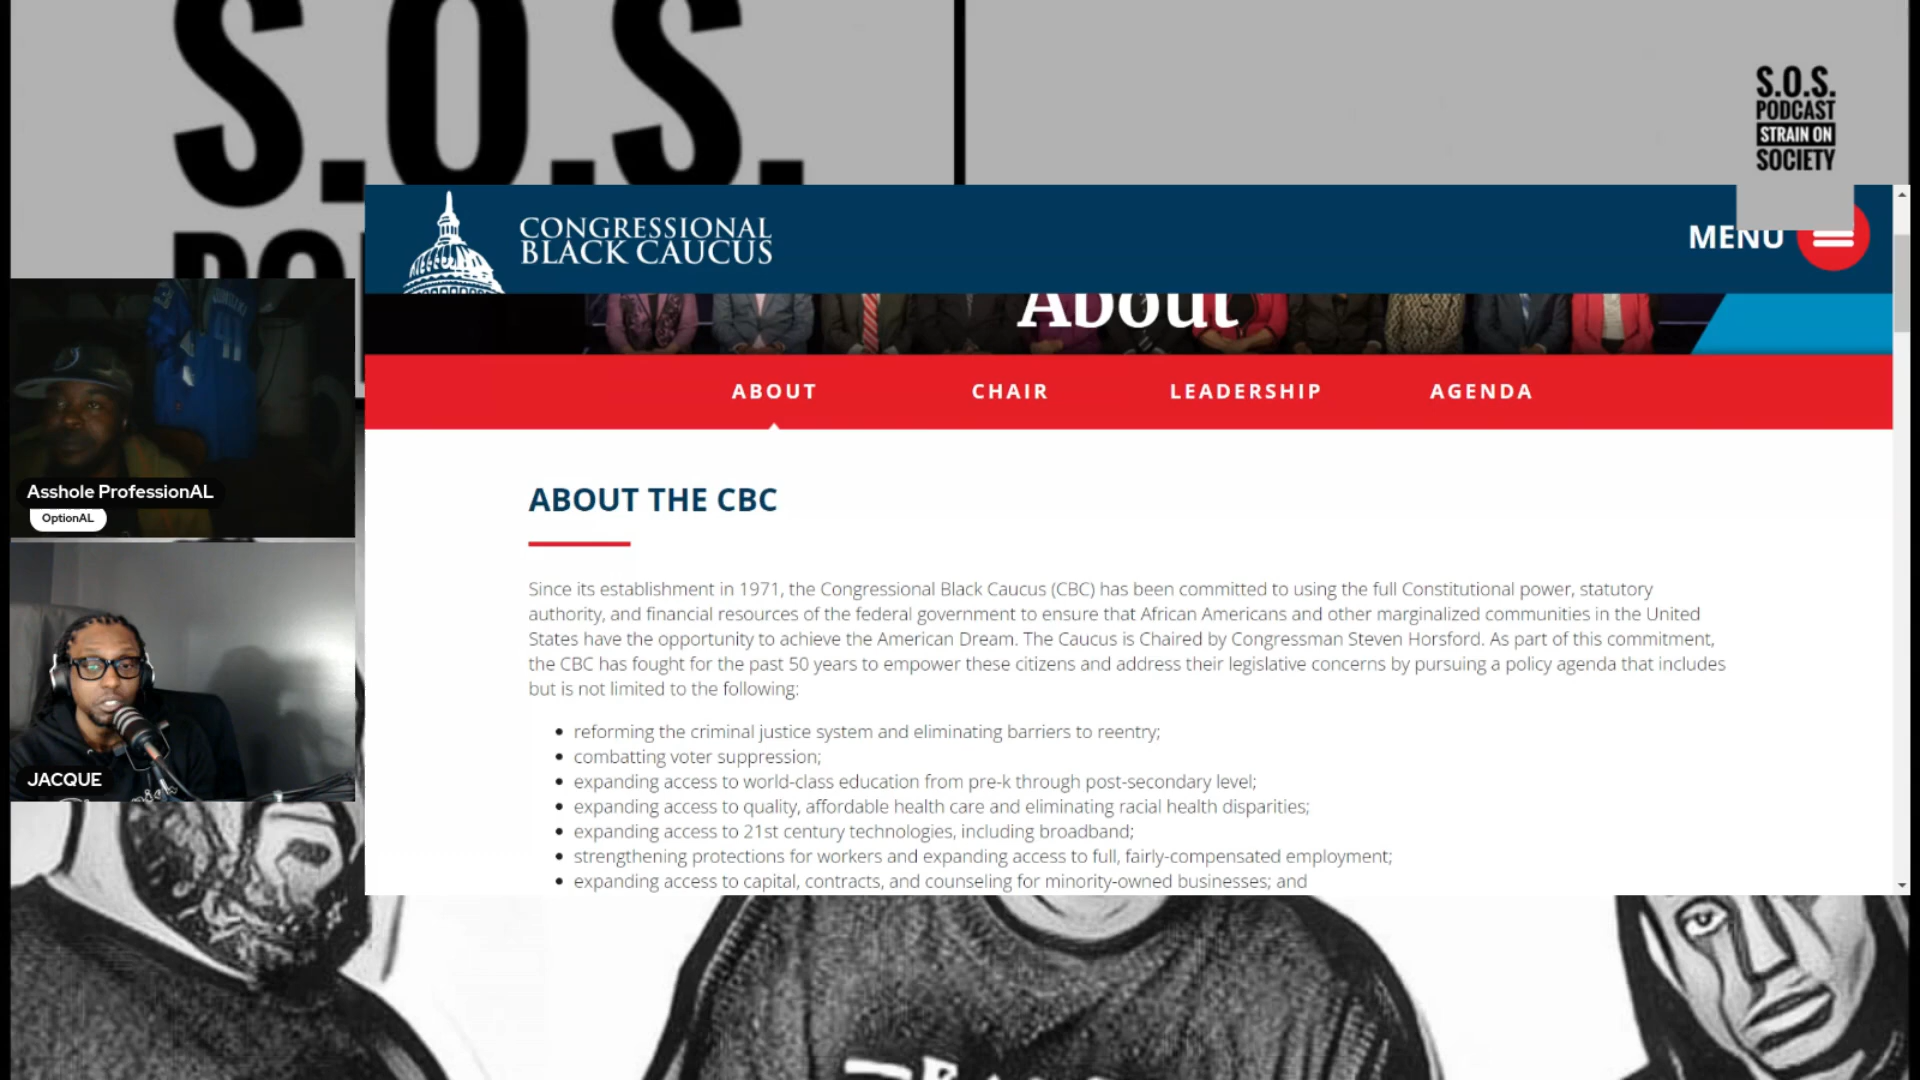 S.O.S.
S.O.S.
PODCAST
STRAIN ON
SOCIETY
CONGRESSIONAL
BLACK CAUCUS
MENU
About
ABOUT CHAIR LEADERSHIP AGENDA
ABOUT THE CBC
Since its establishment in 1971, the Congressional Black Caucus (CBC) has been committed to using the full Constitutional power, statutory
authority, and financial resources of the federal government to ensure that African Americans and other marginalized communities in the United
States have the opportunity to achieve the American Dream. The Caucus is Chaired by Congressman Steven Horsford. As part of this commitment,
the CBC has fought for the past 50 years to empower these citizens and address their legislative concerns by pursuing a policy agenda that includes
but is not limited to the following:
• reforming the criminal justice system and eliminating barriers to reentry;
• combatting voter suppression;
• expanding access to world-class education from pre-k through post-secondary level;
• expanding access to quality, affordable health care and eliminating racial health disparities;
• expanding access to 21st century technologies, including broadband;
• strengthening protections for workers and expanding access to full, fairly-compensated employment;
• expanding access to capital, contracts, and counseling for minority-owned businesses; and
41
Asshole ProfessionAL
OptionAL
JACQUE